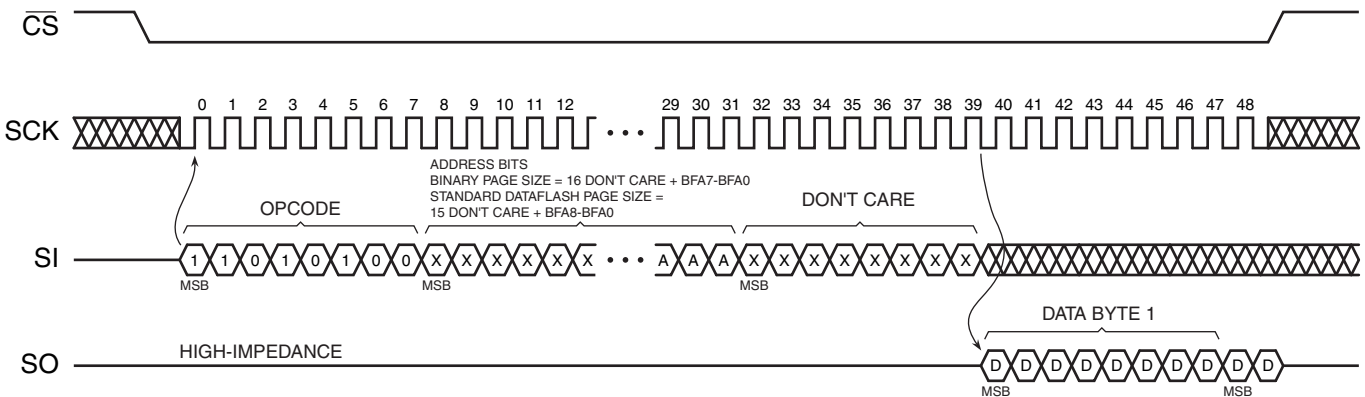 CS
SCK
0 1 2 3 4 5 6 7 8 9 10 11 12 29 30 31 32 33 34 35 36 37 38 39 40 41 42 43 44 45 46 47 48
ADDRESS BITS
BINARY PAGE SIZE = 16 DON'T CARE + BFA7-BFA0
STANDARD DATAFLASH PAGE SIZE =
15 DON'T CARE + BFA8-BFA0
OPCODE
DON'T CARE
SI
1 1 0 1 0 1 0 0 X X X X X X A A A X X X X X X X X
MSB MSB MSB
DATA BYTE 1
SO
HIGH-IMPEDANCE
D D D D D D D D D D
MSB MSB